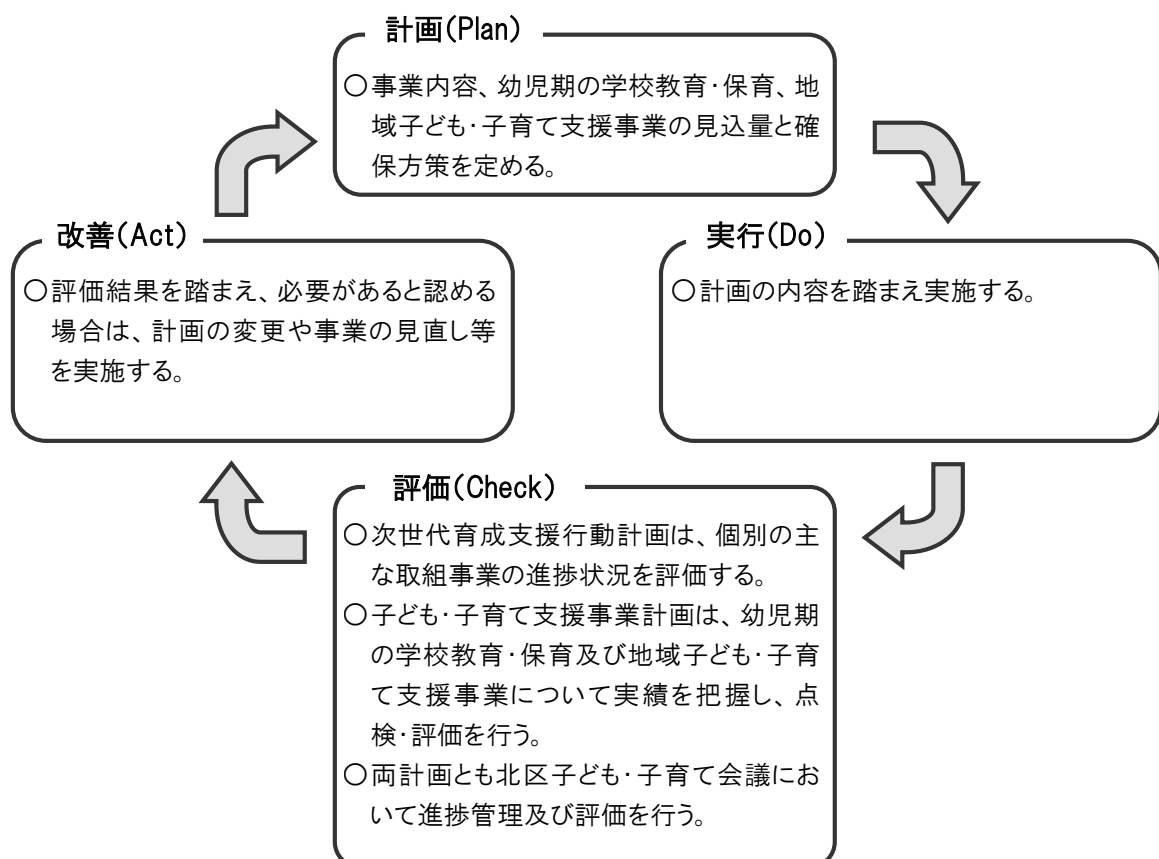 計画(Plan)
○事業内容、幼児期の学校教育・保育、地
域子ども・子育て支援事業の見込量と確
保方策を定める。
改善(Act)
○評価結果を踏まえ、必要があると認める
場合は、計画の変更や事業の見直し等
を実施する。
実行(Do)
○計画の内容を踏まえ実施する。
評価(Check)
○次世代育成支援行動計画は、個別の主
な取組事業の進捗状況を評価する。
○子ども・子育て支援事業計画は、幼児期
の学校教育・保育及び地域子ども・子育
て支援事業について実績を把握し、点
検・評価を行う。
○両計画とも北区子ども・子育て会議にお
いて進捗管理及び評価を行う。